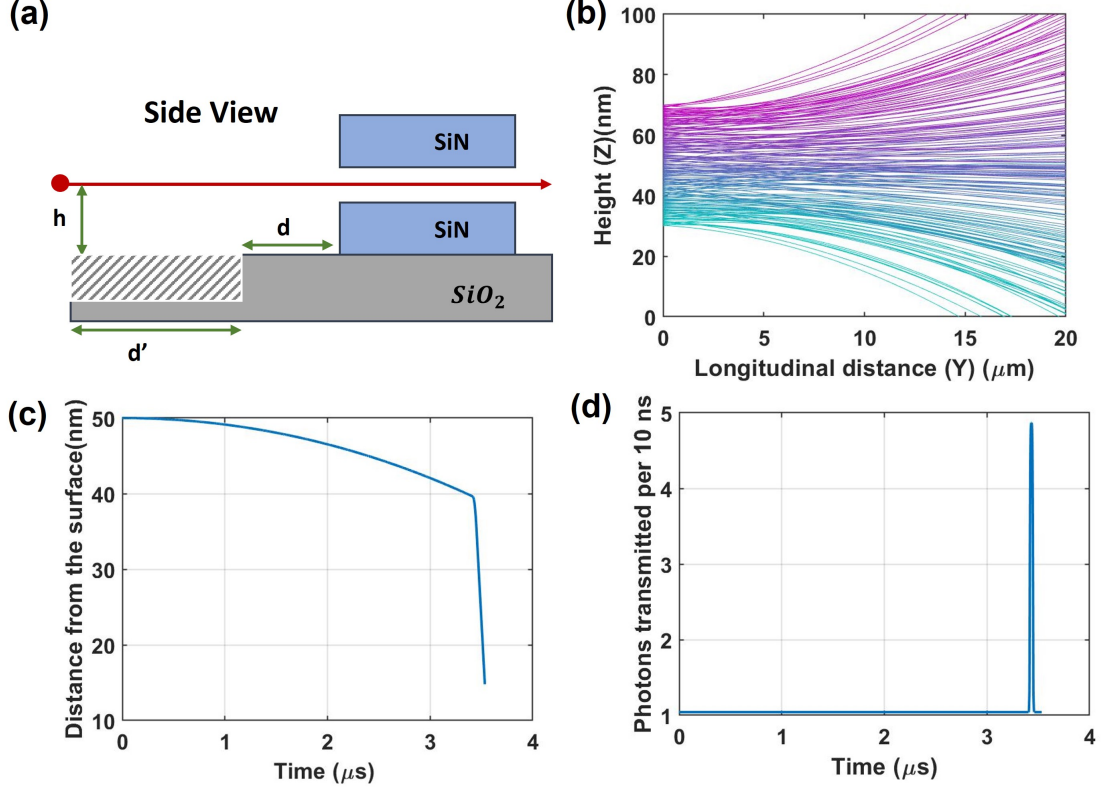 (a)
Side View
SiN
h
d
SiN
SiO2
d’
(b)
100
80
60
40
20
0
Height (Z)(nm)
0 5 10 15 20
Longitudinal distance (Y) (μm)
(c)
50
40
30
20
10
Distance from the surface(nm)
0 1 2 3 4
Time (μs)
(d)
5
4
3
2
1
Photons transmitted per 10 ns
0 1 2 3 4
Time (μs)